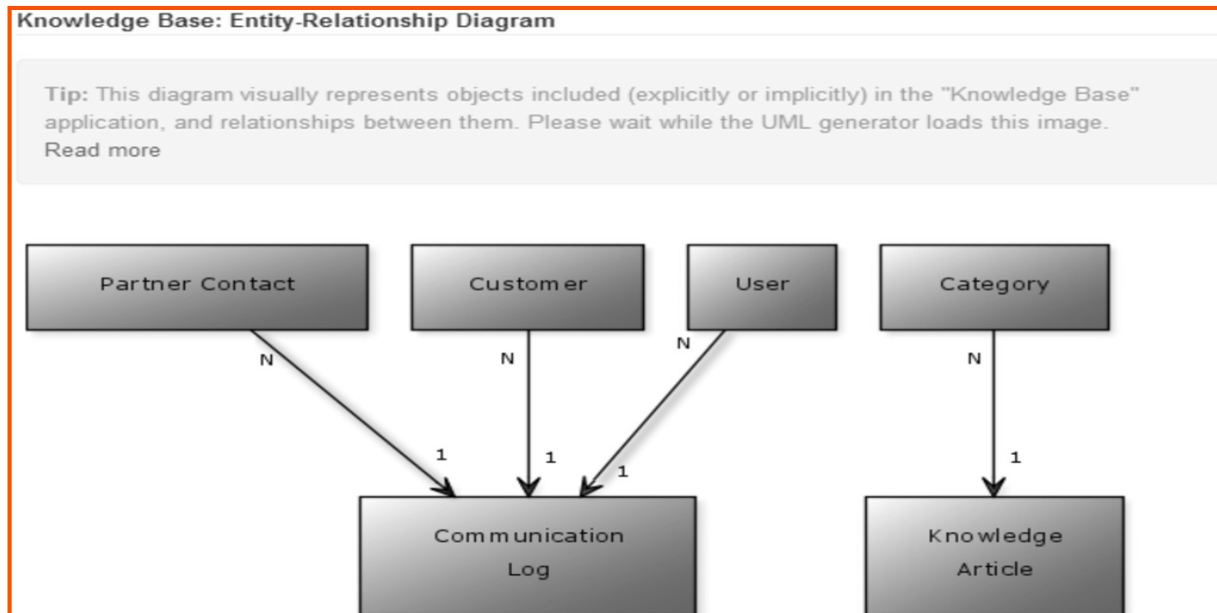 Knowledge Base: Entity-Relationship Diagram
Tip: This diagram visually represents objects included (explicitly or implicitly) in the "Knowledge Base"
application, and relationships between them. Please wait while the UML generator loads this image.
Read more
Partner Contact
Customer
User
Category
N
N
N
N
1
1
1
1
Communication
Log
Knowledge
Article